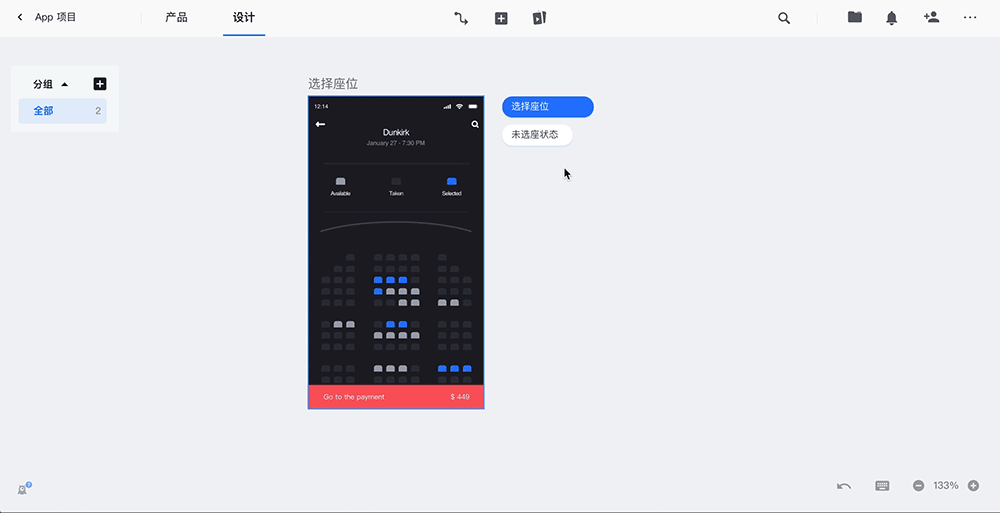 App 项目
产品
设计
分组
全部
2
选择座位
12:14
Dunkirk
January 27 - 7:30 PM
Available
Taken
Selected
Go to the payment
$ 449
选择座位
未选座状态
133%